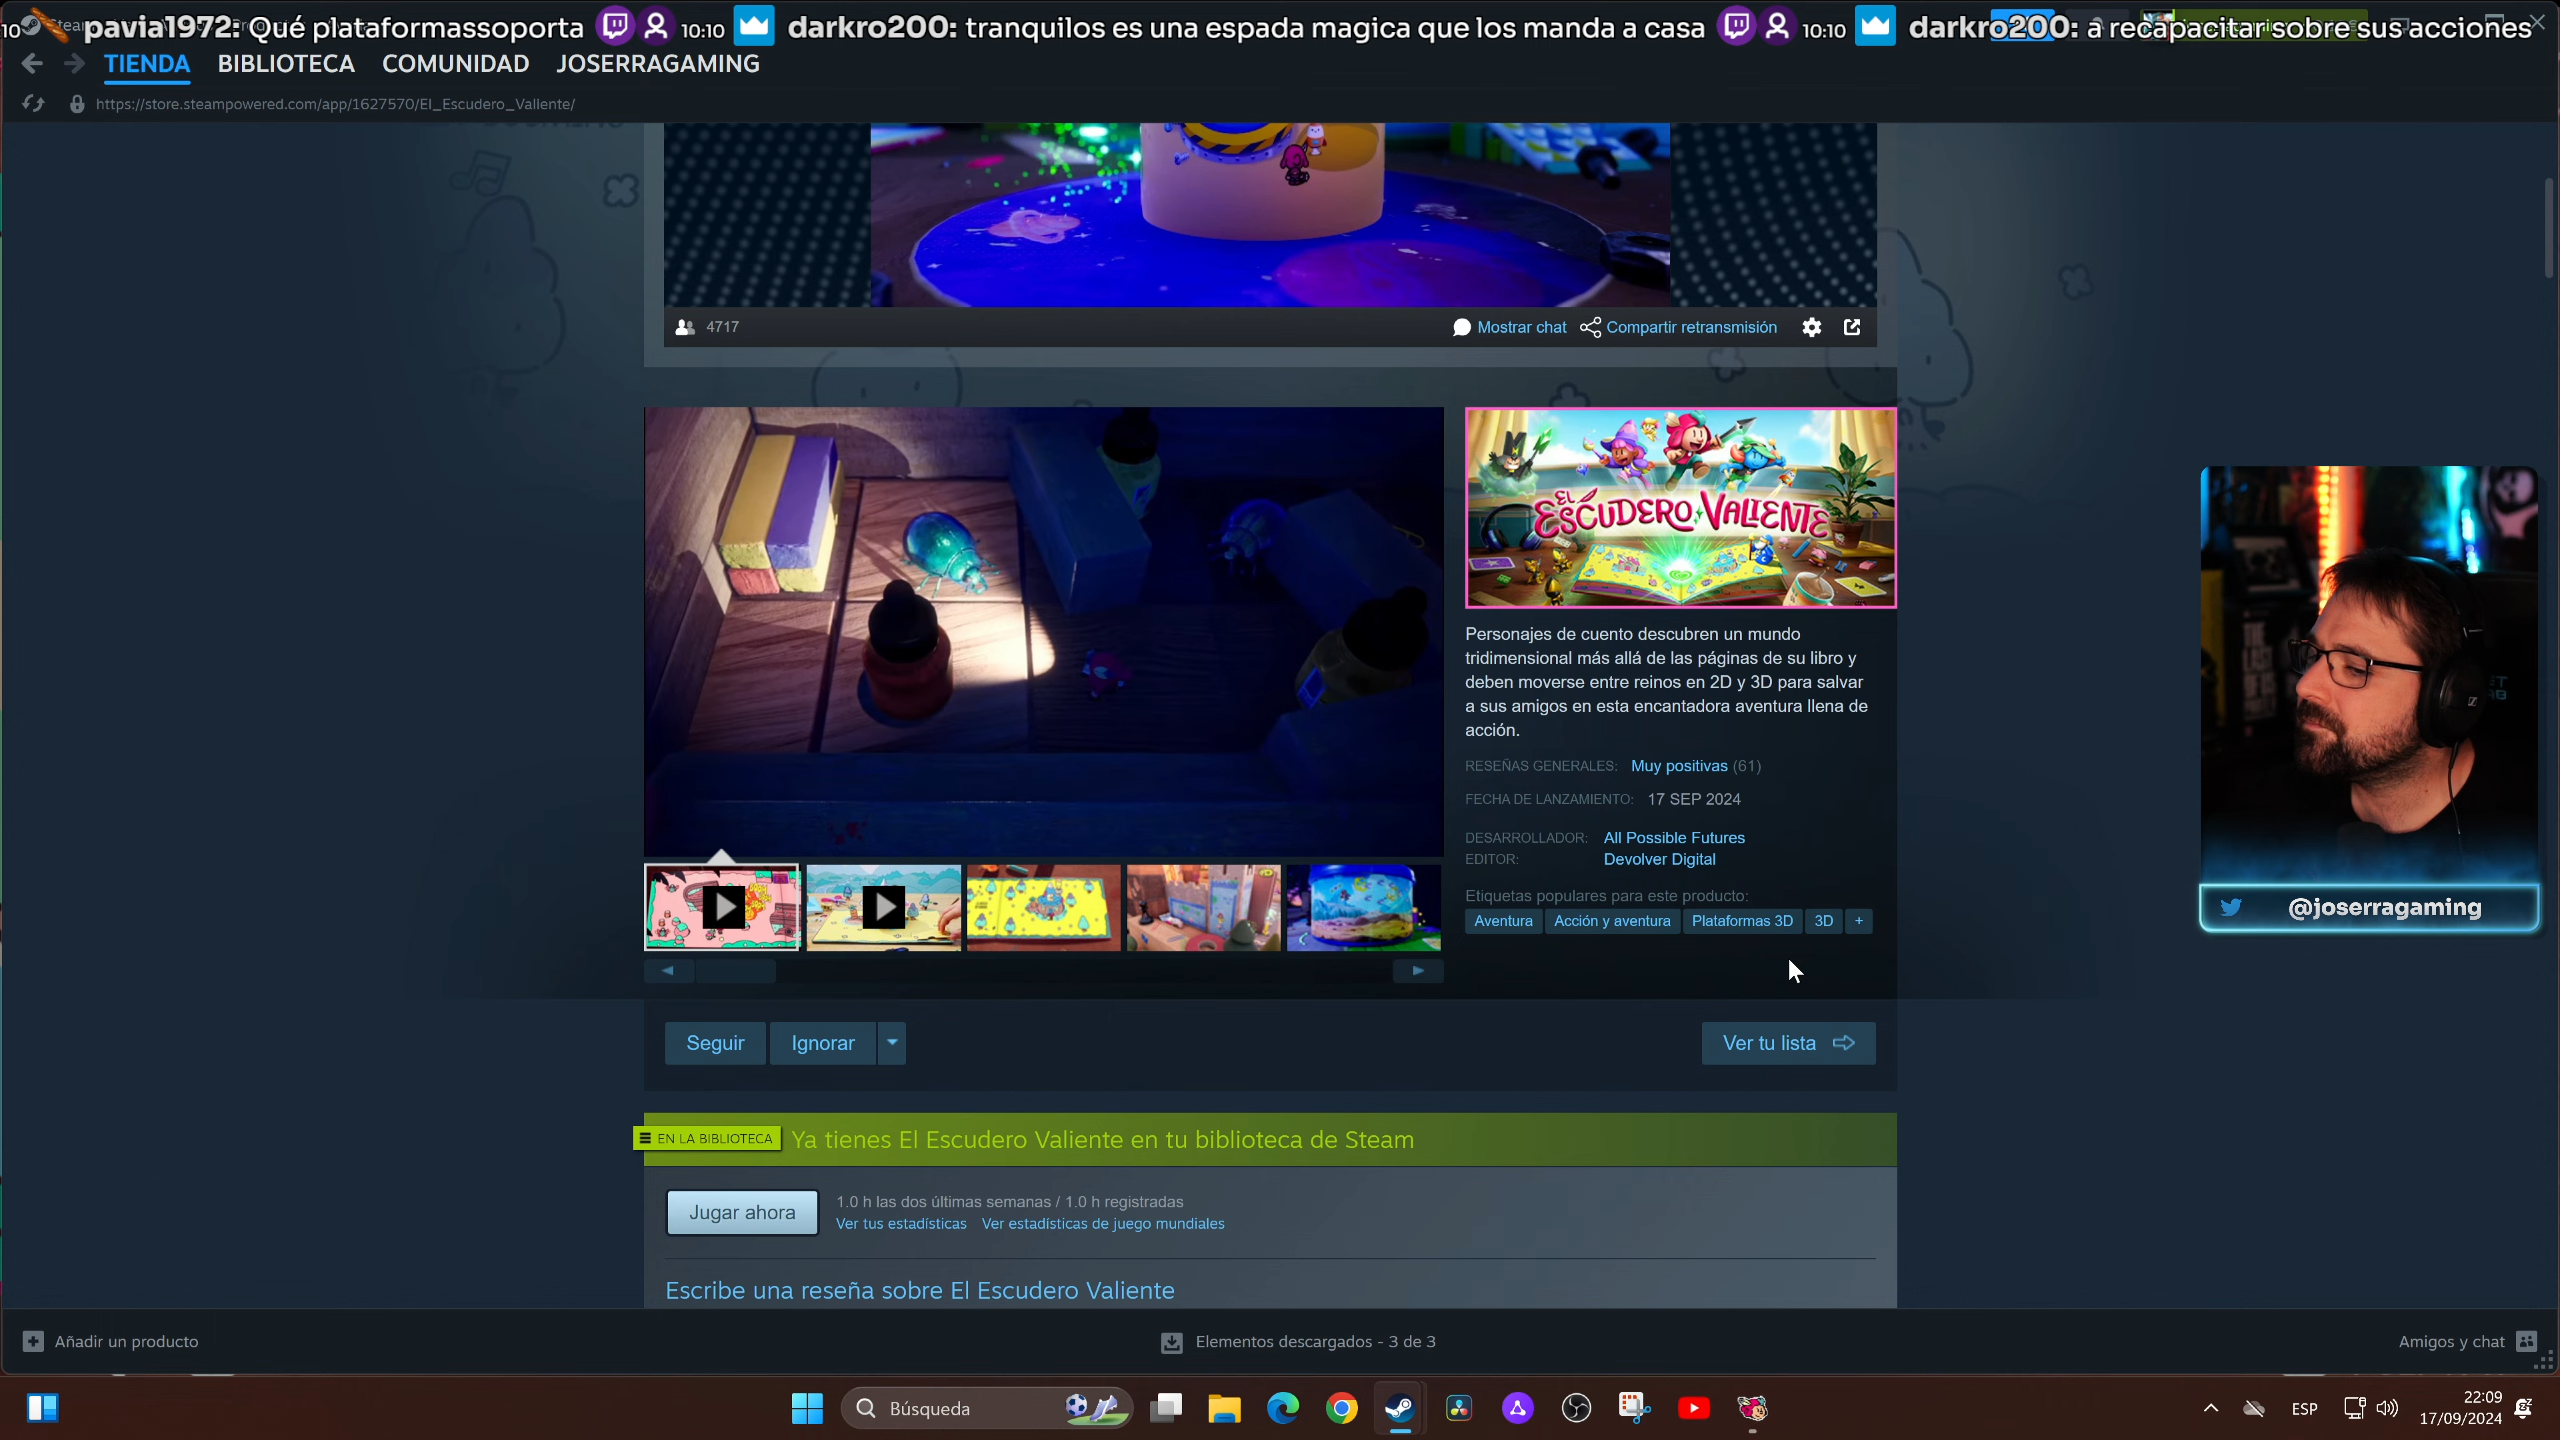 10 pavia1972: Qué plataformassoporta 10:10 darkro200: tranquilos es una espada magica que los manda a casa 10:10 darkro200: a recapacitar sobre sus acciones
TIENDA BIBLIOTECA COMUNIDAD JOSERRAGAMING
https://store.steampowered.com/app/1627570/El_Escudero_Valiente/
4717 Mostrar chat Compartir retransmisión
EL ESCUDERO VALIENTE
Personajes de cuento descubren un mundo
tridimensional más allá de las páginas de su libro y
deben moverse entre reinos en 2D y 3D para salvar
a sus amigos en esta encantadora aventura llena de
acción.
RESEÑAS GENERALES: Muy positivas (61)
FECHA DE LANZAMIENTO: 17 SEP 2024
DESARROLLADOR: All Possible Futures
EDITOR: Devolver Digital
Etiquetas populares para este producto:
Aventura Acción y aventura Plataformas 3D 3D +
@joserragaming
Seguir Ignorar Ver tu lista
EN LA BIBLIOTECA Ya tienes El Escudero Valiente en tu biblioteca de Steam
Jugar ahora
1.0 h las dos últimas semanas / 1.0 h registradas
Ver tus estadísticas Ver estadísticas de juego mundiales
Escribe una reseña sobre El Escudero Valiente
Añadir un producto Elementos descargados - 3 de 3 Amigos y chat
Búsqueda ESP 22:09
17/09/2024